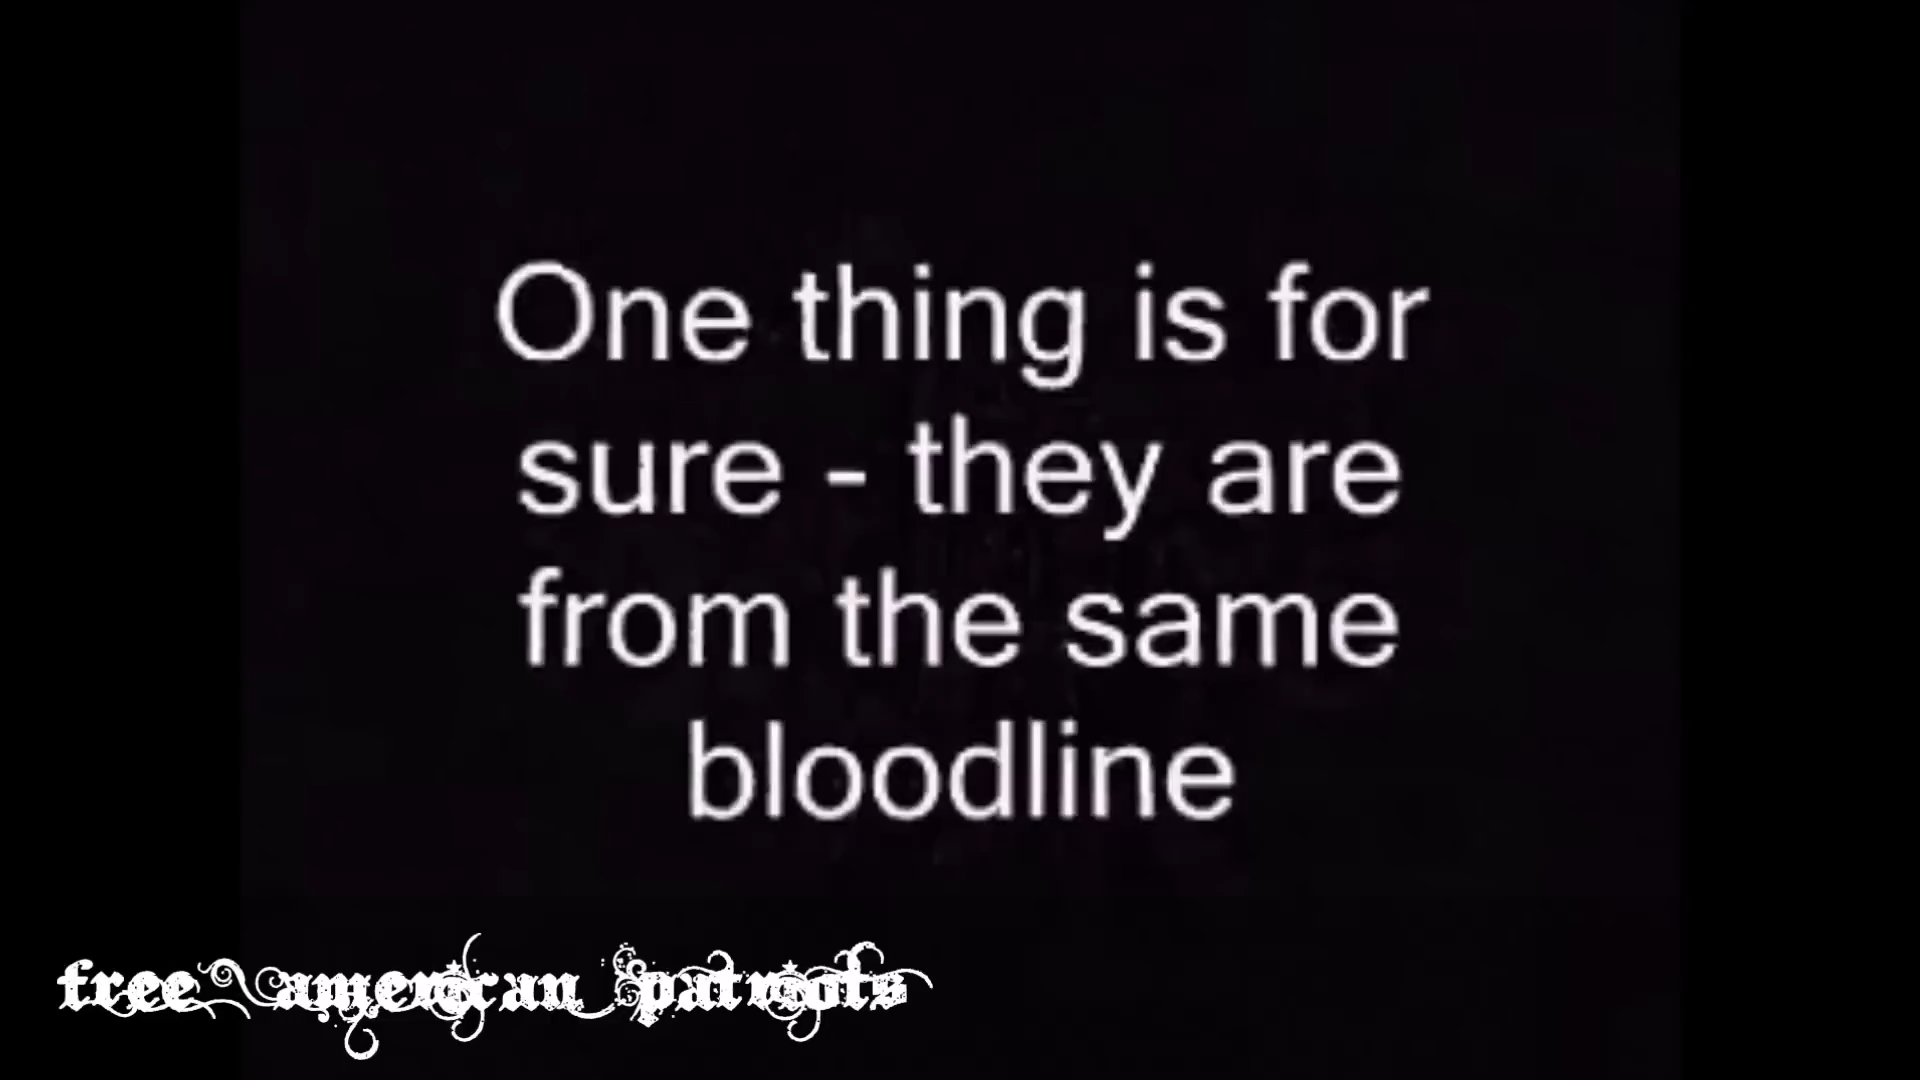 One thing is for
sure - they are
from the same
bloodline
free american patriots